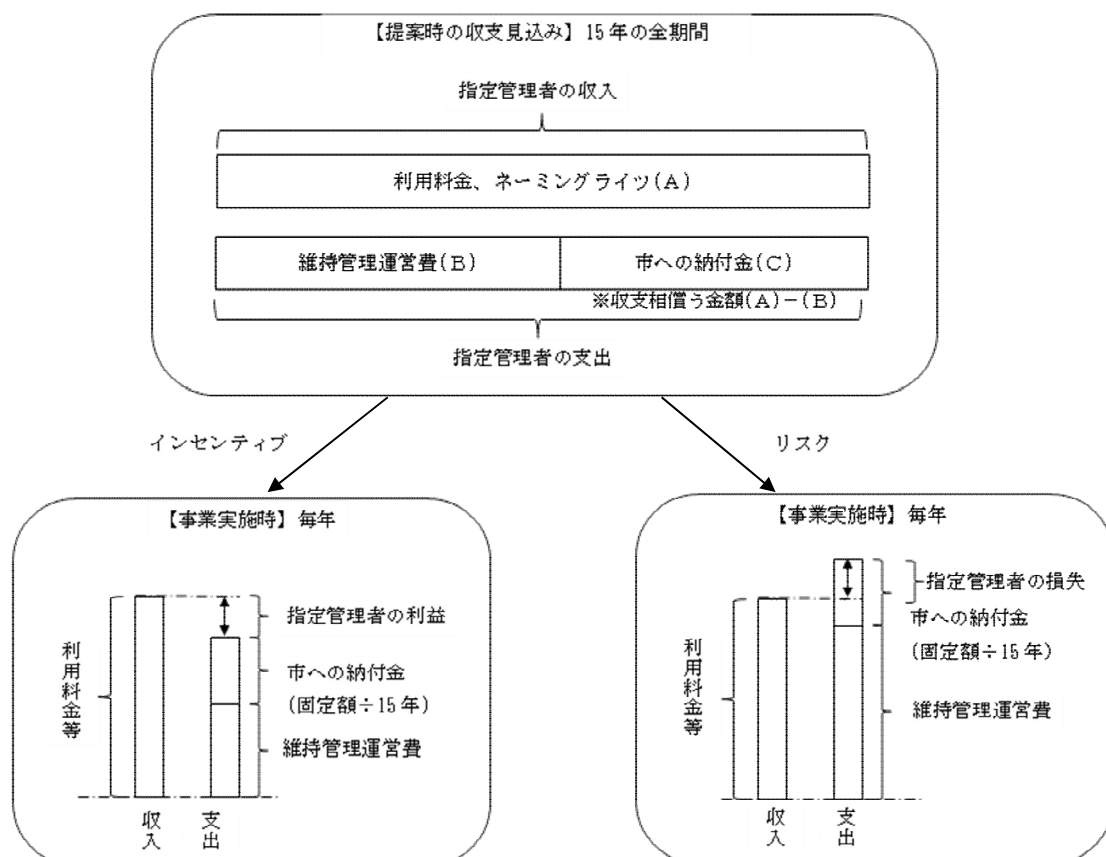 【提案時の収支見込み】15年の全期間
指定管理者の収入
利用料金、ネーミングライツ(A)
維持管理運営費(B)
市への納付金(C)
※収支相償う金額(A)-(B)
指定管理者の支出
インセンティブ
リスク
【事業実施時】毎年
指定管理者の利益
市への納付金
(固定額÷15年)
維持管理運営費
利用料金等
収入
支出
【事業実施時】毎年
指定管理者の損失
市への納付金
(固定額÷15年)
維持管理運営費
利用料金等
収入
支出